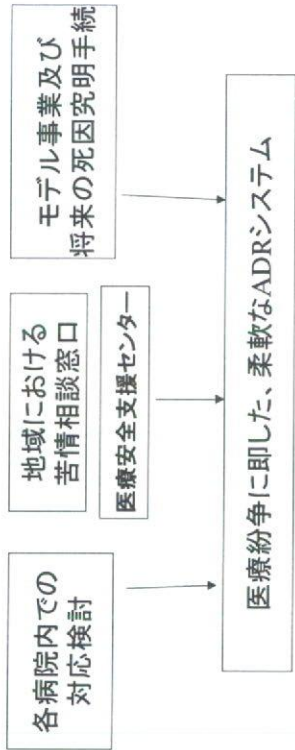 各病院内での
対応検討
地域における
苦情相談窓口
医療安全支援センター
モデル事業及び
将来の死因究明手続
医療紛争に即した、柔軟なADRシステム